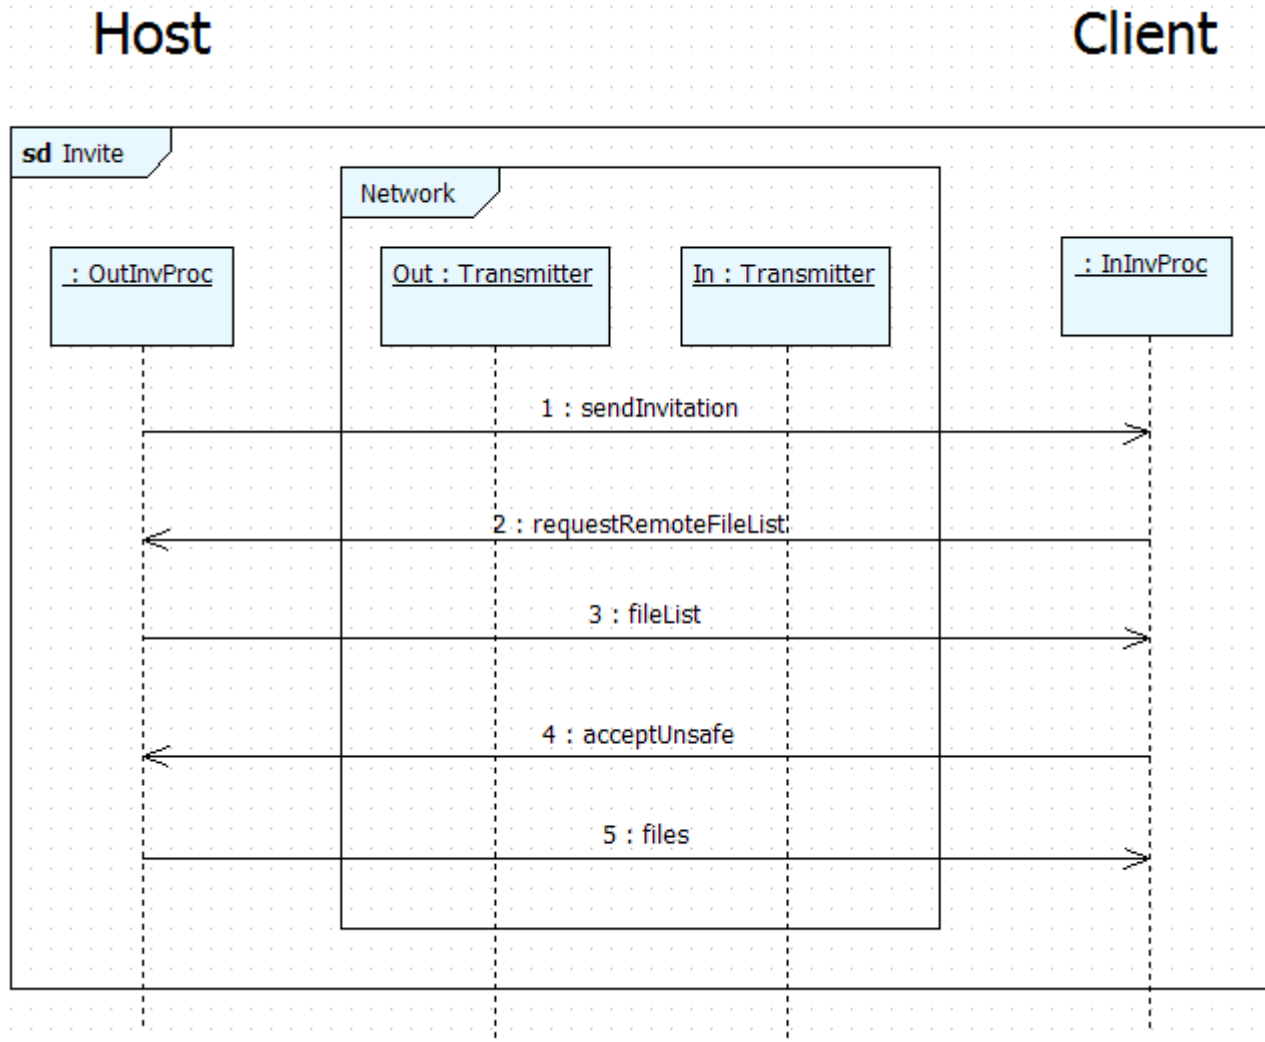 Host
Client
sd Invite
Network
: OutInvProc
Out : Transmitter
In : Transmitter
: InInvProc
1 : sendInvitation
2 : requestRemoteFileList
3 : fileList
4 : acceptUnsafe
5 : files